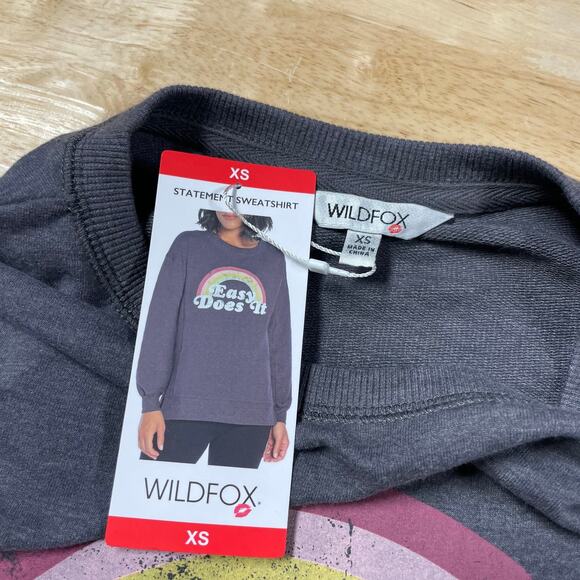 XS
STATEMENT SWEATSHIRT
Easy
Does It
WILDFOX
XS
WILDFOX
XS
MADE IN
CHINA